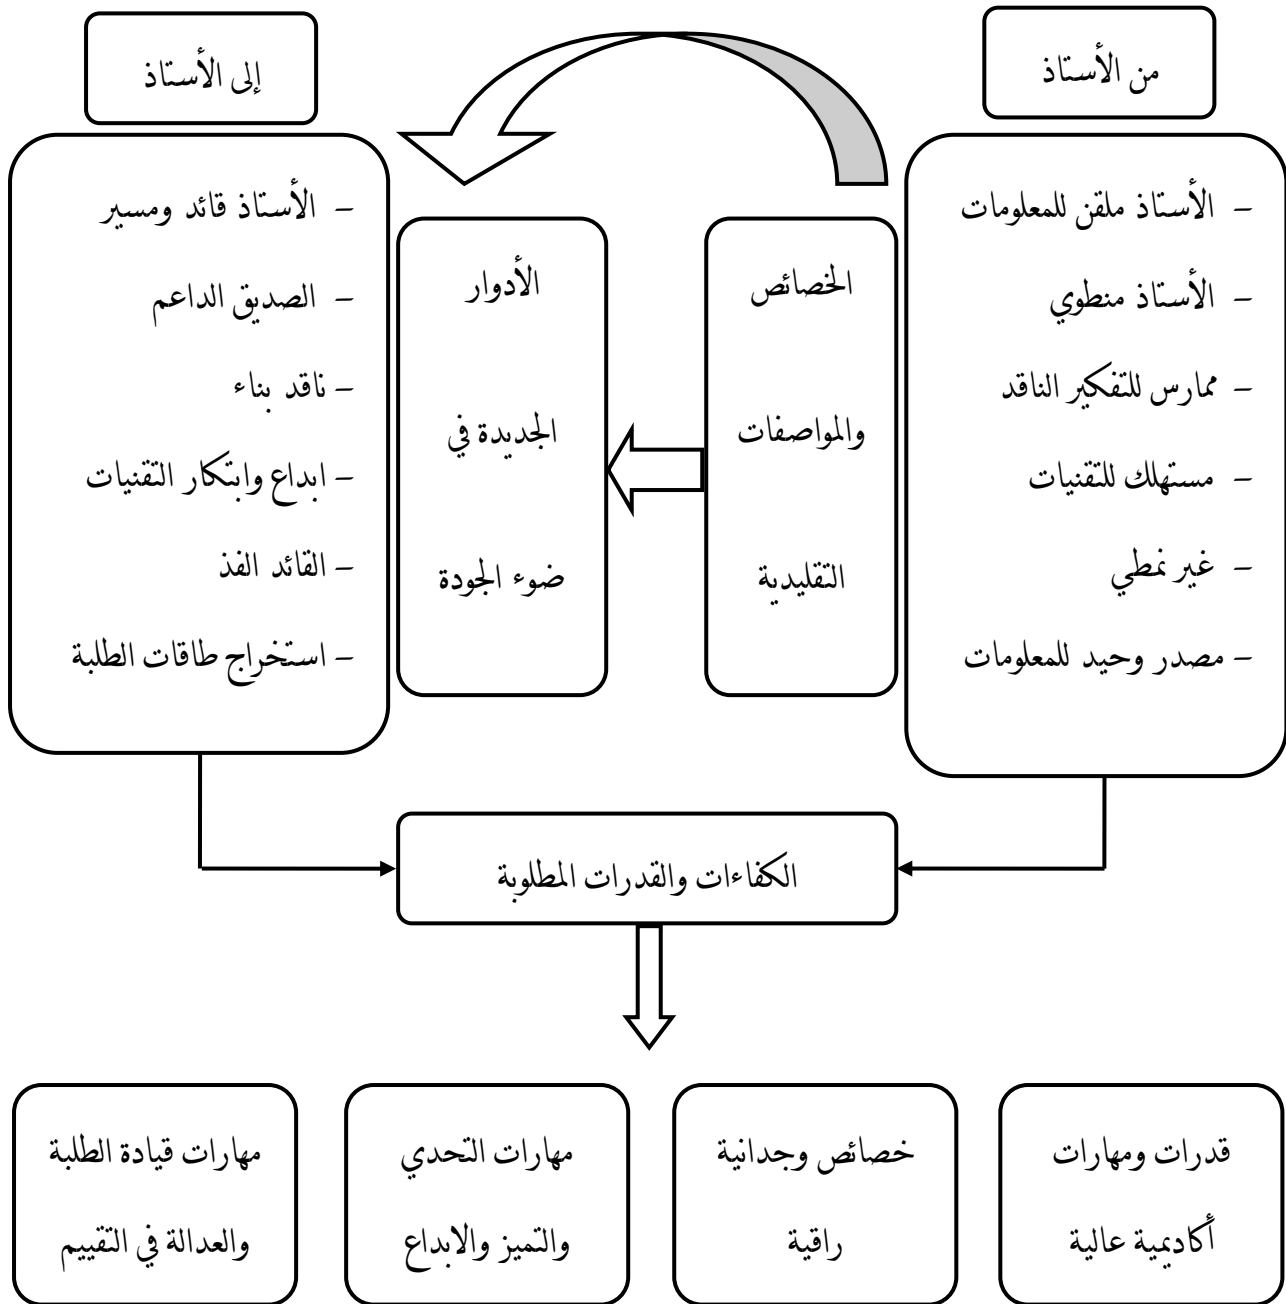 من الأستاذ
إلى الأستاذ
- الأستاذ ملقن للمعلومات
- الأستاذ منطوي
- ممارس للتفكير الناقد
- مستهلك للتقنيات
- غير نمطي
- مصدر وحيد للمعلومات
الخصائص
والمواصفات
التقليدية
الأدوار
الجديدة في
ضوء الجودة
- الأستاذ قائد ومسير
- الصديق الداعم
- ناقد بناء
- ابداع وابتكار التقنيات
- القائد الفذ
- استخراج طاقات الطلبة
الكفاءات والقدرات المطلوبة
قدرات ومهارات
أكاديمية عالية
خصائص وجدانية
راقية
مهارات التحدي
والتميز والابداع
مهارات قيادة الطلبة
والعدالة في التقييم